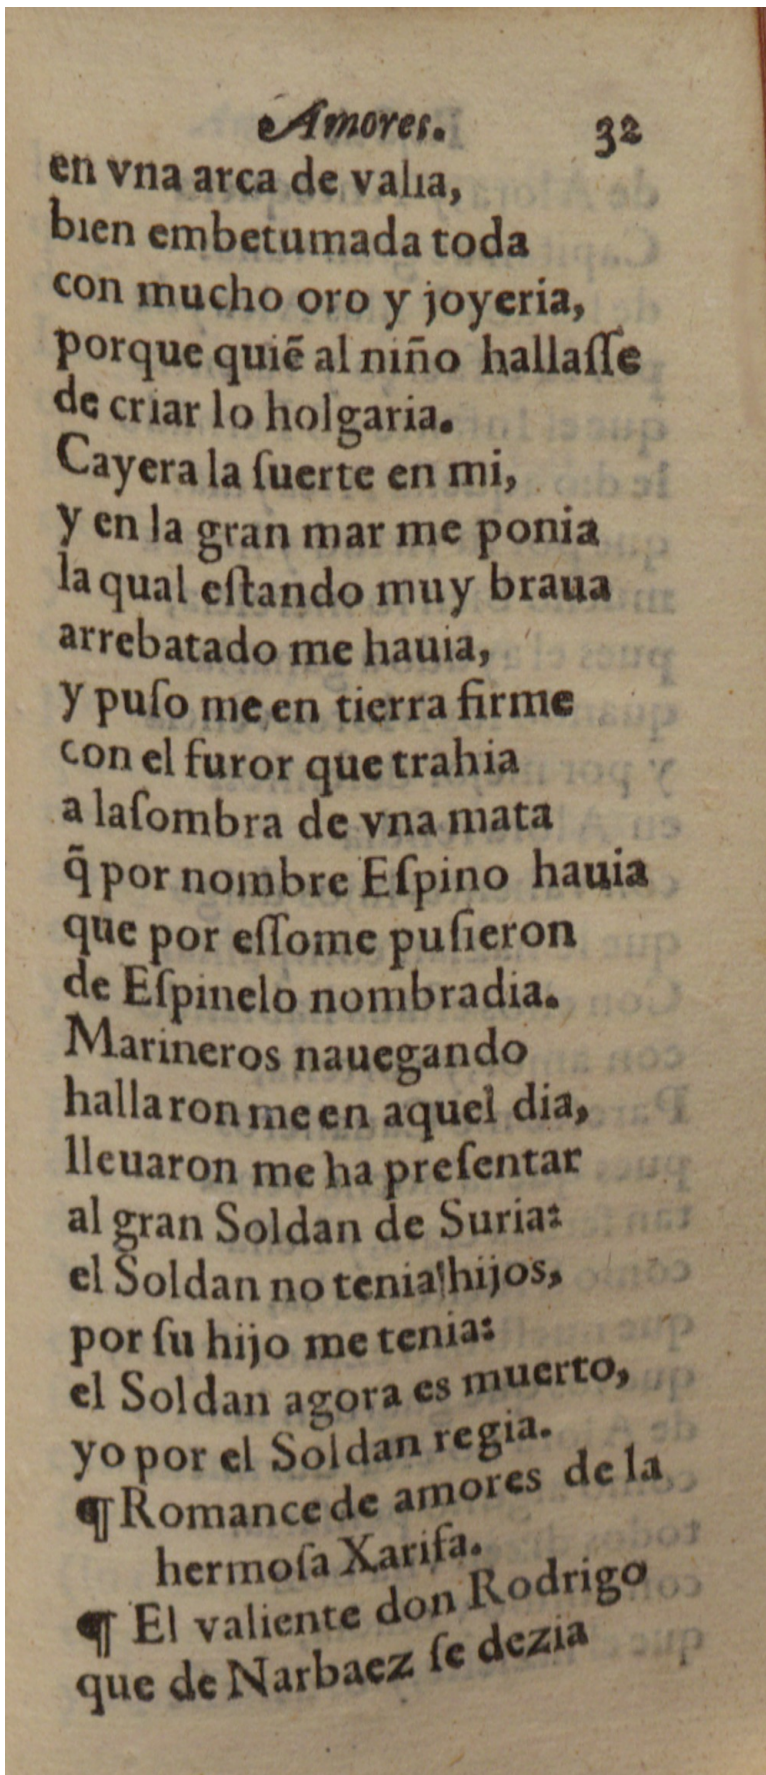 Amores. 32
en vna arca de valia,
bien embetumada toda
con mucho oro y joyeria,
porque quiẽ al niño hallaſſe
de criar lo holgaria.
Cayera la ſuerte en mi,
y en la gran mar me ponia
la qual eſtando muy braua
arrebatado me hauia,
y puſo me en tierra firme
con el furor que trahia
a laſombra de vna mata
q̃ por nombre Eſpino hauia
que por eſſome puſieron
de Eſpinelo nombradia.
Marineros nauegando
hallaron me en aquel dia,
lleuaron me ha preſentar
al gran Soldan de Suria:
el Soldan no tenia hijos,
por ſu hijo me tenia:
el Soldan agora es muerto,
yo por el Soldan regia.
¶ Romance de amores de la
hermoſa Xarifa.
¶ El valiente don Rodrigo
que de Narbaez ſe dezia